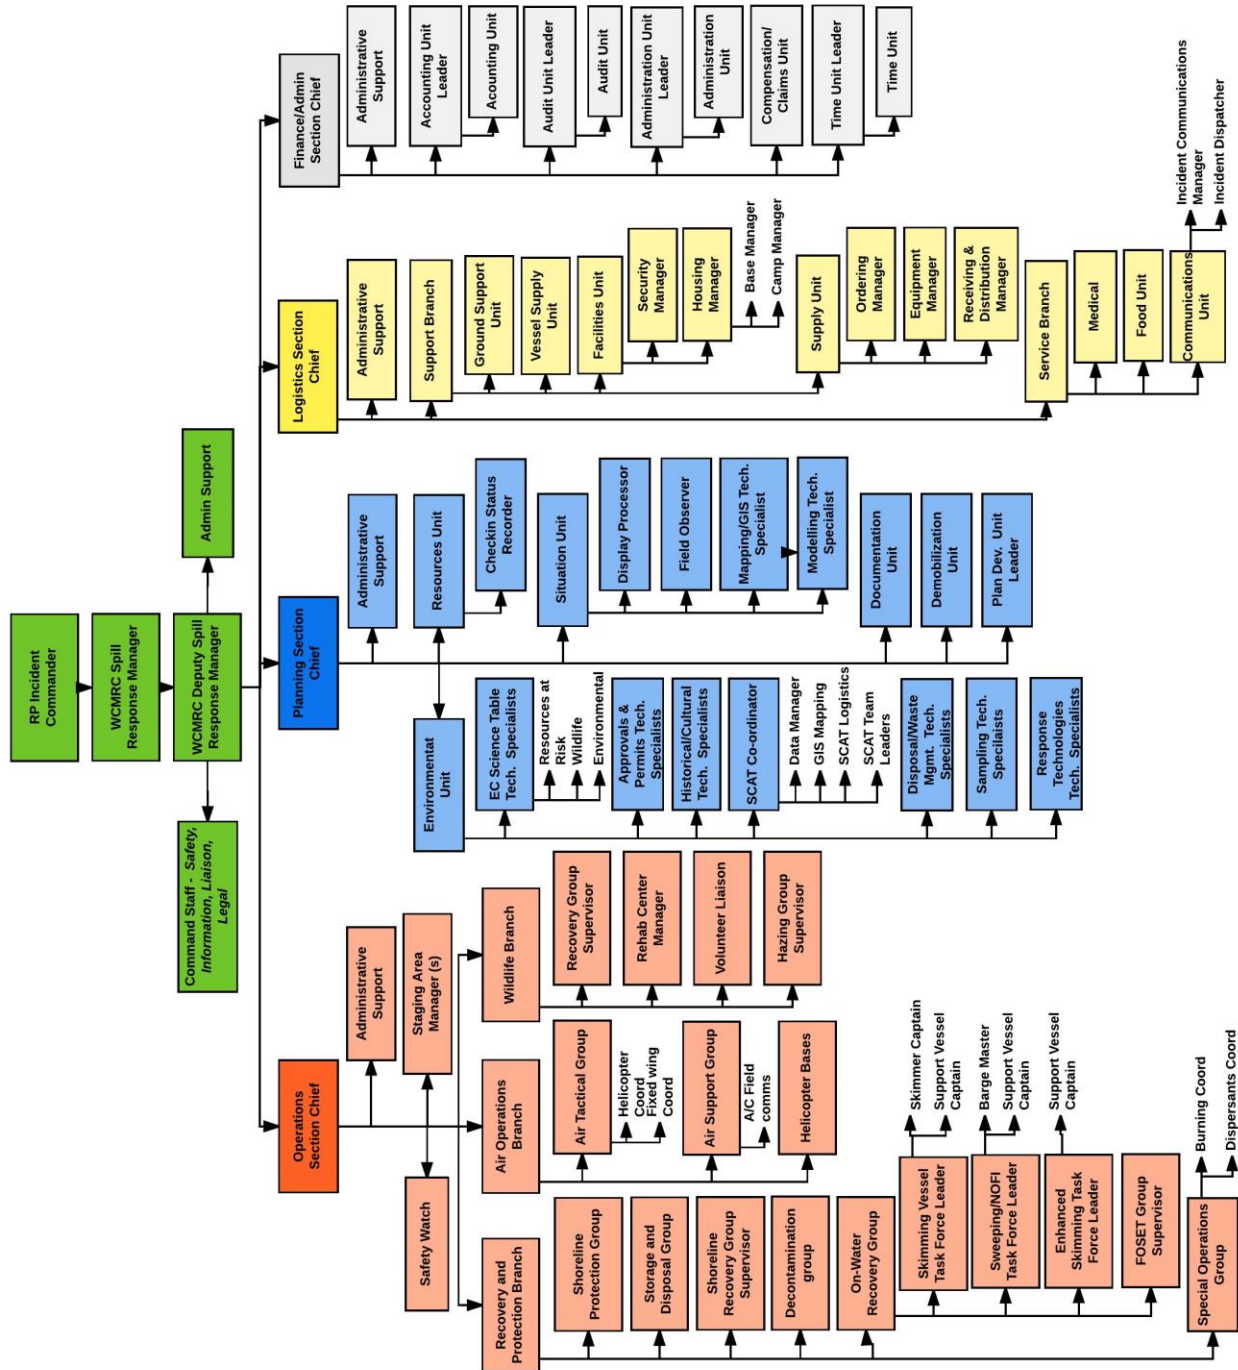 RP Incident
Commander
WCMRC Spill
Response Manager
WCMRC Deputy Spill
Response Manager
Command Staff - Safety,
Information, Liaison,
Legal
Admin Support
Operations
Section Chief
Administrative
Support
Staging Area
Manager (s)
Safety Watch
Recovery and
Protection Branch
Shoreline
Protection Group
Storage and
Disposal Group
Shoreline
Recovery Group
Supervisor
Decontamination
group
On-Water
Recovery Group
Skimming Vessel
Task Force Leader
Skimmer Captain
Support Vessel
Captain
Sweeping/NOFI
Task Force Leader
Barge Master
Support Vessel
Captain
Enhanced
Skimming Task
Force Leader
Support Vessel
Captain
FOSET Group
Supervisor
Special Operations
Group
Burning Coord
Dispersants Coord
Air Operations
Branch
Air Tactical Group
Helicopter
Coord
Fixed wing
Coord
Air Support Group
A/C Field
comms
Helicopter Bases
Wildlife Branch
Recovery Group
Supervisor
Rehab Center
Manager
Volunteer Liaison
Hazing Group
Supervisor
Planning Section
Chief
Administrative
Support
Environmentat
Unit
EC Science Table
Tech. Specialists
Resources at
Risk
Wildlife
Environmental
Approvals &
Permits Tech.
Specialists
Historical/Cultural
Tech. Specialists
SCAT Co-ordinator
Data Manager
GIS Mapping
SCAT Logistics
SCAT Team
Leaders
Disposal/Waste
Mgmt. Tech.
Specialists
Sampling Tech.
Specilaists
Response
Technologies
Tech. Specialists
Resources Unit
Checkin Status
Recorder
Situation Unit
Display Processor
Field Observer
Mapping/GIS Tech.
Specialist
Modelling Tech.
Specialist
Documentation
Unit
Demobilization
Unit
Plan Dev. Unit
Leader
Logistics Section
Chief
Administrative
Support
Support Branch
Ground Support
Unit
Vessel Supply
Unit
Facilities Unit
Security
Manager
Housing
Manager
Base Manager
Camp Manager
Supply Unit
Ordering
Manager
Equipment
Manager
Receiving &
Distribution
Manager
Service Branch
Medical
Food Unit
Communications
Unit
Incident Communications
Manager
Incident Dispatcher
Finance/Admin
Section Chief
Administrative
Support
Accounting Unit
Leader
Acounting Unit
Audit Unit Leader
Audit Unit
Administration Unit
Leader
Administration
Unit
Compensation/
Claims Unit
Time Unit Leader
Time Unit